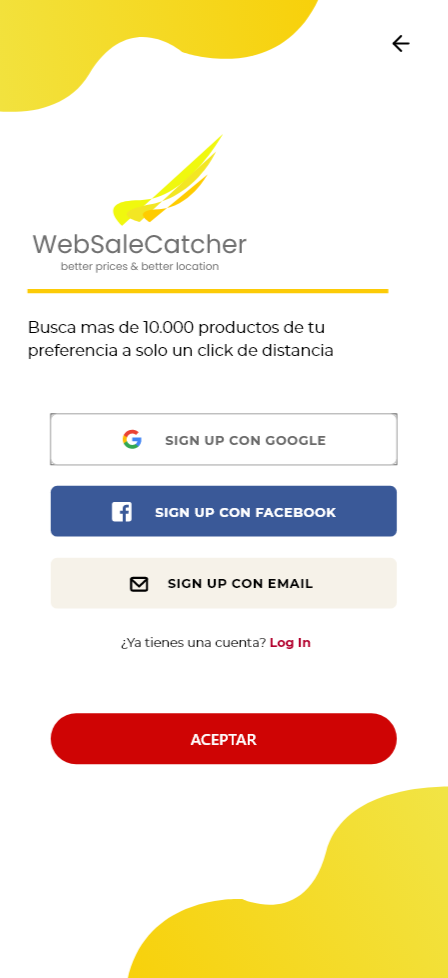 WebSaleCatcher
better prices & better location
Busca mas de 10.000 productos de tu
preferencia a solo un click de distancia
SIGN UP CON GOOGLE
SIGN UP CON FACEBOOK
SIGN UP CON EMAIL
¿Ya tienes una cuenta? Log In
ACEPTAR